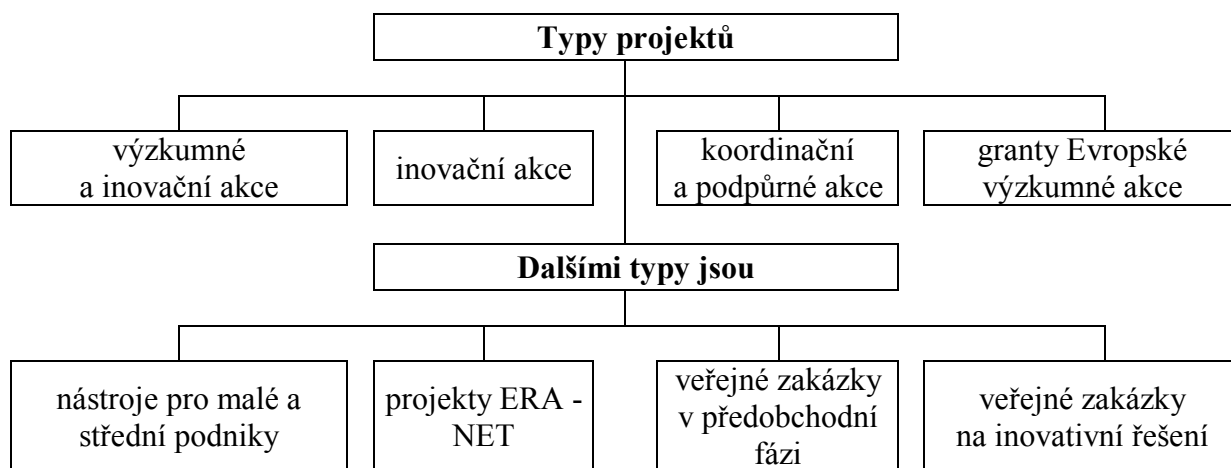 Typy projektů
výzkumné
a inovační akce
inovační akce
koordinační
a podpůrné akce
granty Evropské
výzkumné akce
Dalšími typy jsou
nástroje pro malé a
střední podniky
projekty ERA -
NET
veřejné zakázky
v předobchodní
fázi
veřejné zakázky
na inovativní řešení